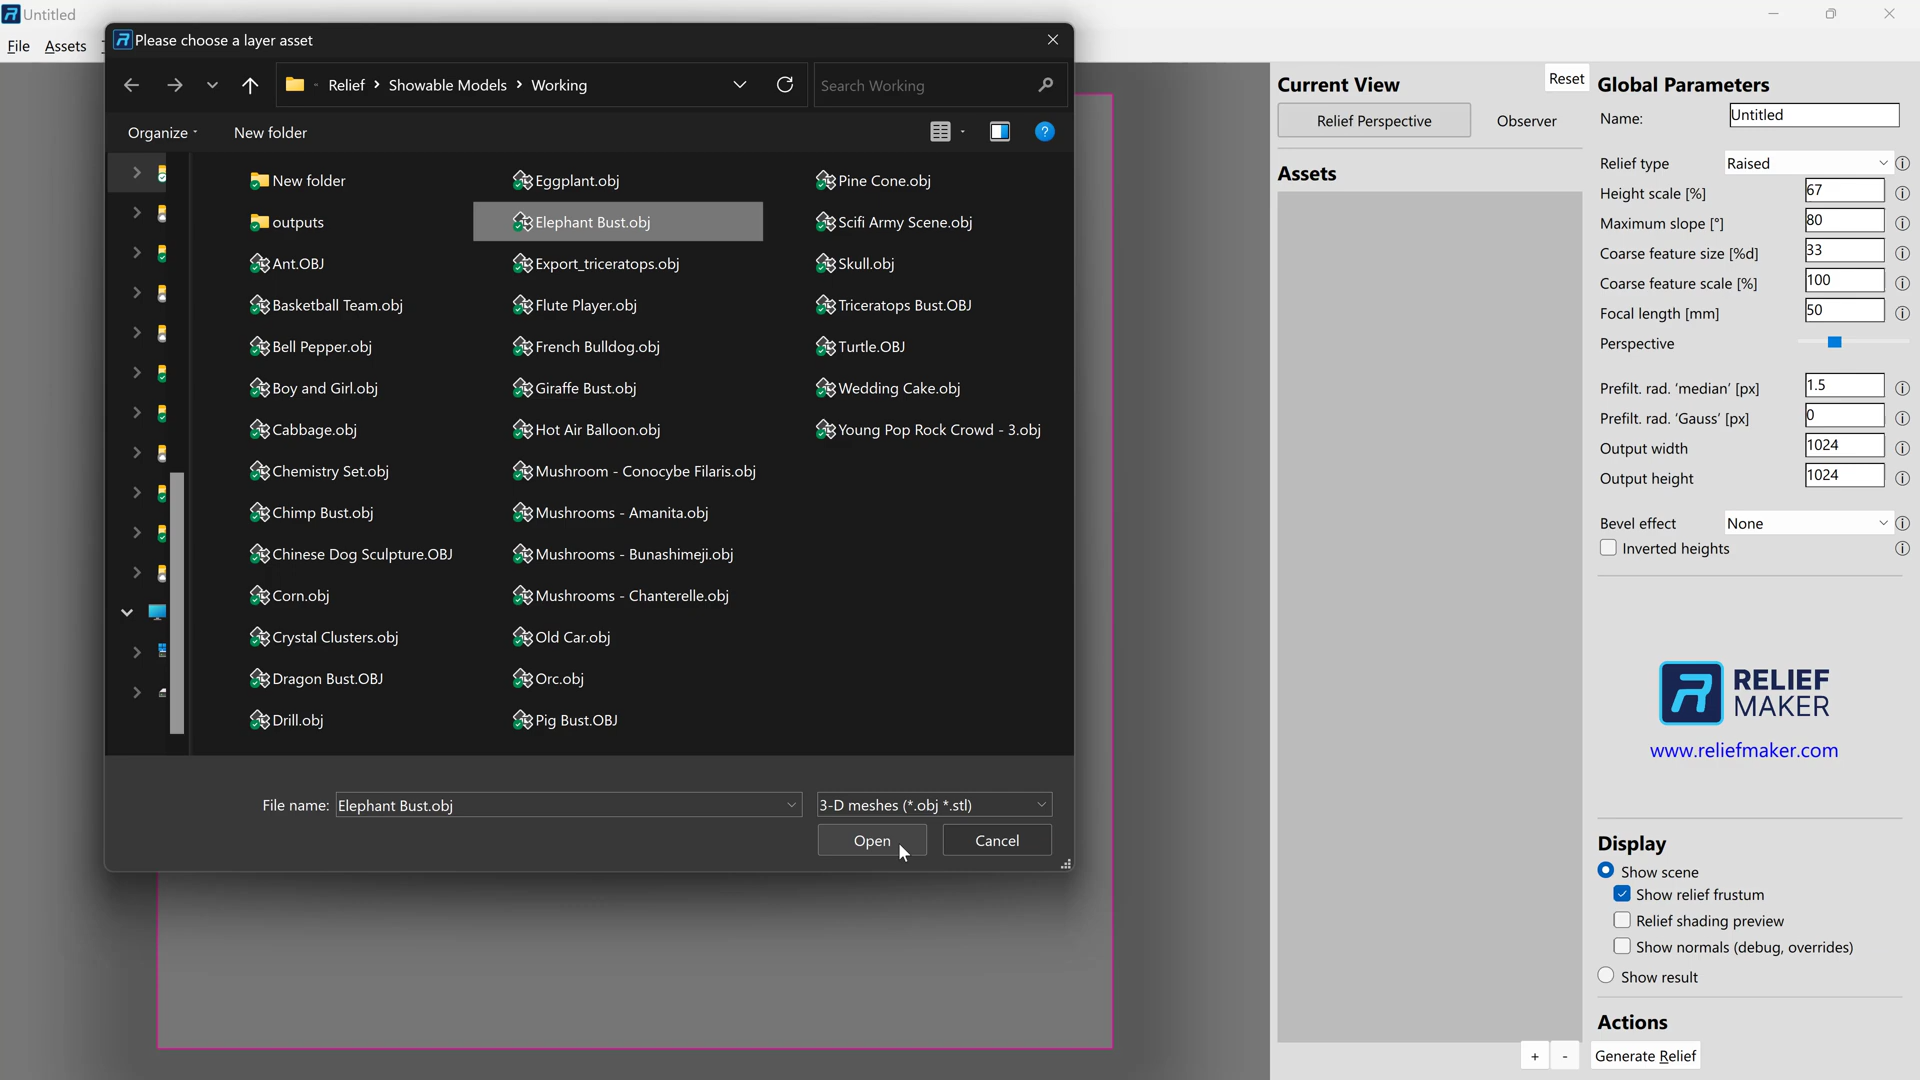 Untitled
File Assets
Please choose a layer asset
Relief > Showable Models > Working
Search Working
Organize
New folder
New folder
outputs
Ant.OBJ
Basketball Team.obj
Bell Pepper.obj
Boy and Girl.obj
Cabbage.obj
Chemistry Set.obj
Chimp Bust.obj
Chinese Dog Sculpture.OBJ
Corn.obj
Crystal Clusters.obj
Dragon Bust.OBJ
Drill.obj
Eggplant.obj
Elephant Bust.obj
Export_triceratops.obj
Flute Player.obj
French Bulldog.obj
Giraffe Bust.obj
Hot Air Balloon.obj
Mushroom - Conocybe Filaris.obj
Mushrooms - Amanita.obj
Mushrooms - Bunashimeji.obj
Mushrooms - Chanterelle.obj
Old Car.obj
Orc.obj
Pig Bust.OBJ
Pine Cone.obj
Scifi Army Scene.obj
Skull.obj
Triceratops Bust.OBJ
Turtle.OBJ
Wedding Cake.obj
Young Pop Rock Crowd - 3.obj
File name: Elephant Bust.obj
3-D meshes (*.obj *.stl)
Open
Cancel
Current View
Reset
Relief Perspective
Observer
Assets
+ -
Global Parameters
Name: Untitled
Relief type Raised
Height scale [%] 67
Maximum slope [°] 80
Coarse feature size [%d] 33
Coarse feature scale [%] 100
Focal length [mm] 50
Perspective
Prefilt. rad. 'median' [px] 1.5
Prefilt. rad. 'Gauss' [px] 0
Output width 1024
Output height 1024
Bevel effect None
Inverted heights
RELIEF
MAKER
www.reliefmaker.com
Display
Show scene
Show relief frustum
Relief shading preview
Show normals (debug, overrides)
Show result
Actions
Generate Relief